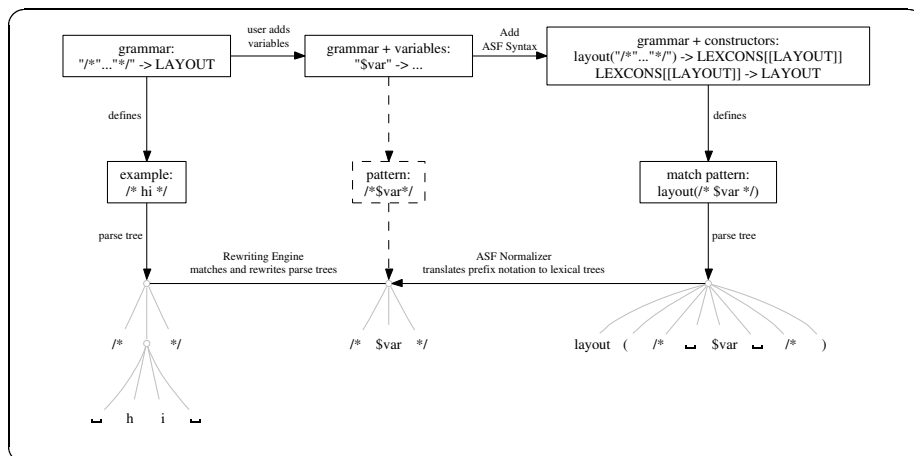 grammar:
"/*"..."*/" -> LAYOUT
user adds
variables
grammar + variables:
"$var" -> ...
Add
ASF Syntax
grammar + constructors:
layout("/*"..."*/") -> LEXCONS[[LAYOUT]]
LEXCONS[[LAYOUT]] -> LAYOUT
defines
defines
example:
/* hi */
pattern:
/*$var*/
match pattern:
layout(/* $var */)
parse tree
parse tree
Rewriting Engine
matches and rewrites parse trees
ASF Normalizer
translates prefix notation to lexical trees
/* */
/* $var */
layout ( /* ␣ $var ␣ /* )
␣ h i ␣